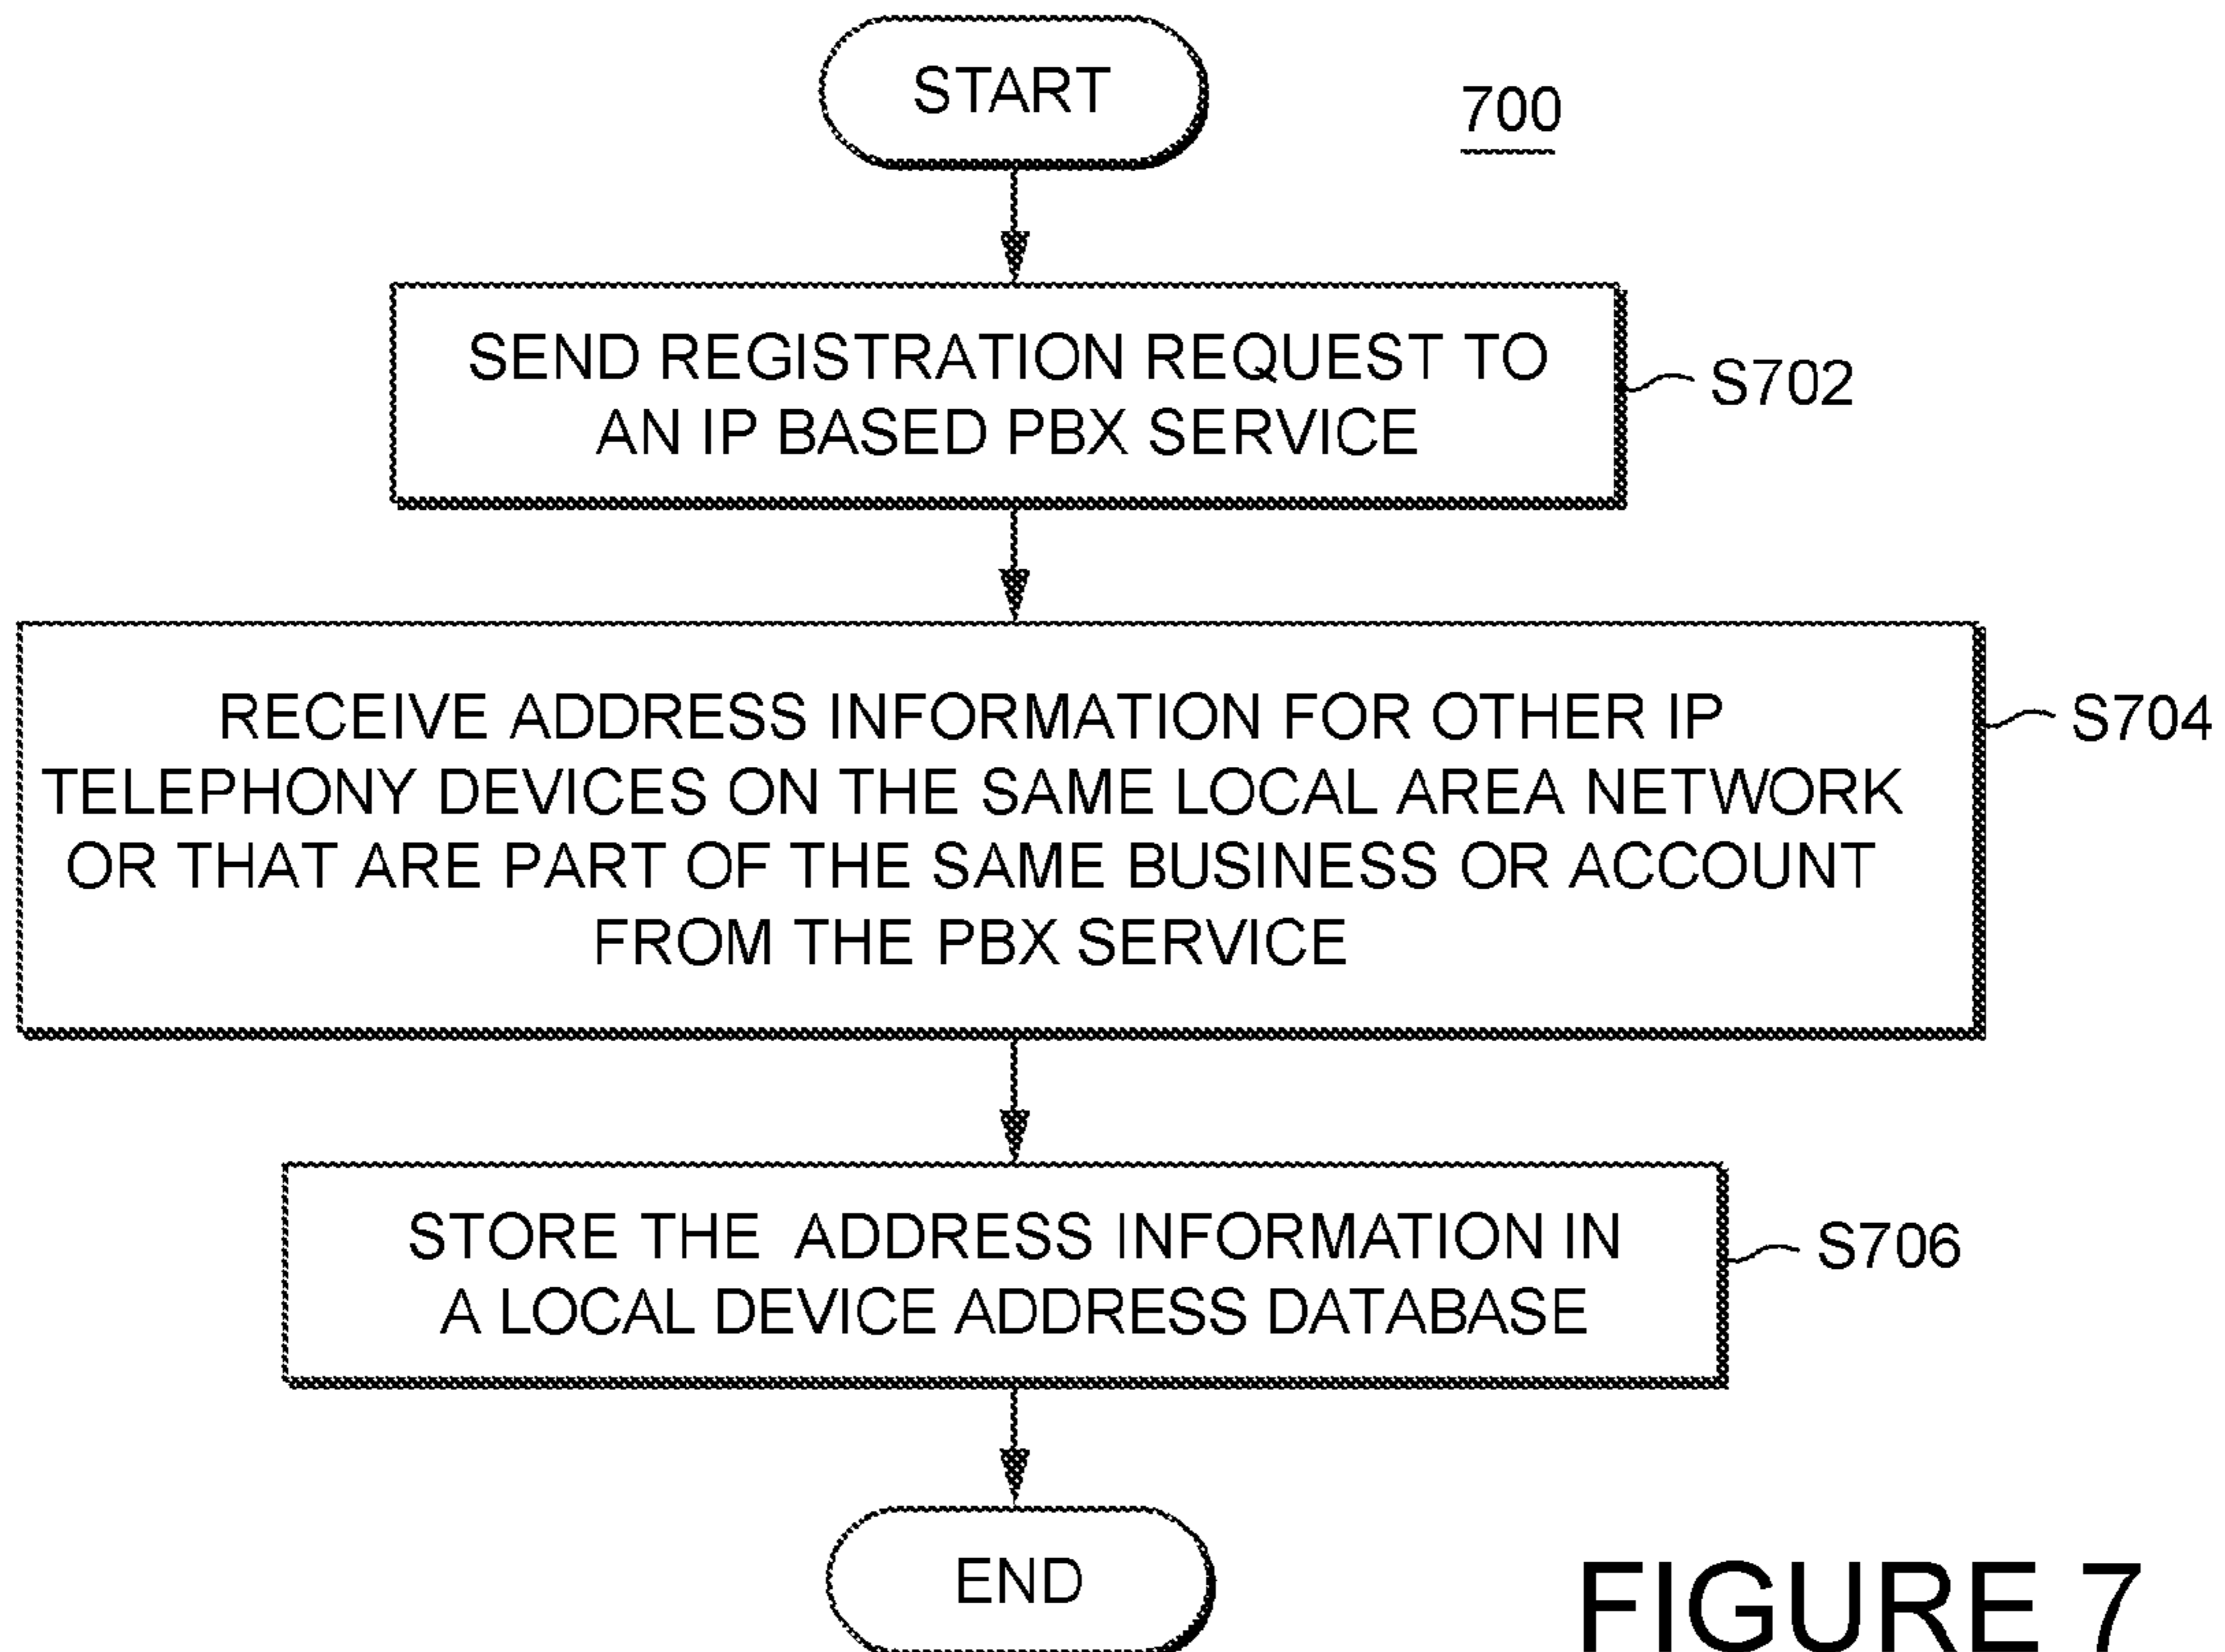 START
700
SEND REGISTRATION REQUEST TO
AN IP BASED PBX SERVICE
S702
RECEIVE ADDRESS INFORMATION FOR OTHER IP
TELEPHONY DEVICES ON THE SAME LOCAL AREA NETWORK
OR THAT ARE PART OF THE SAME BUSINESS OR ACCOUNT
FROM THE PBX SERVICE
S704
STORE THE ADDRESS INFORMATION IN
A LOCAL DEVICE ADDRESS DATABASE
S706
END
FIGURE 7